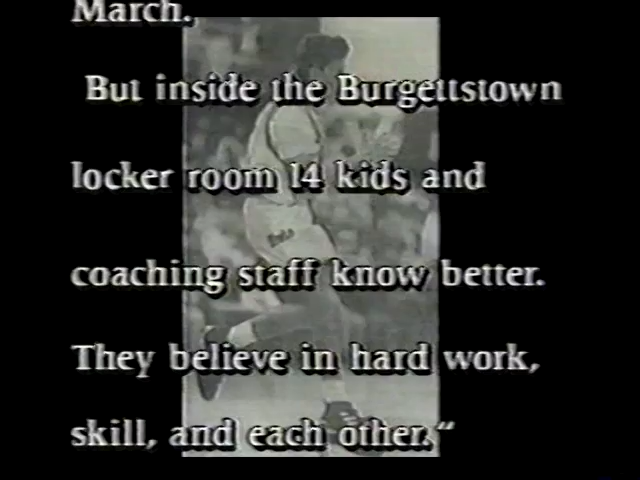 March.
But inside the Burgettstown
locker room 14 kids and
coaching staff know better.
They believe in hard work,
skill, and each other."